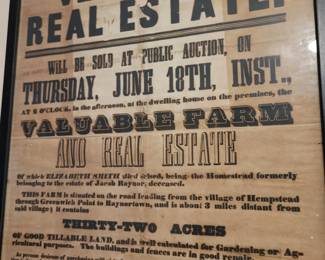 REAL ESTATE!
WILL BE SOLD AT PUBLIC AUCTION, ON
THURSDAY, JUNE 18TH, INST.,
AT 2 O'CLOCK, in the afternoon, at the dwelling house on the premises, the
VALUABLE FARM
AND REAL ESTATE
Of which ELIZABETH SMITH died seized, being the Homestead formerly
belonging to the estate of Jacob Raynor, deceased.
THIS FARM is situated on the road leading from the village of Hempstead
through Greenwich Point to Raynortown, and is about 3 miles distant from
said village; it contains
THIRTY-TWO ACRES
OF GOOD TILLABLE LAND, and is well calculated for Gardening or Ag-
ricultural purposes. The buildings and fences are in good repair.